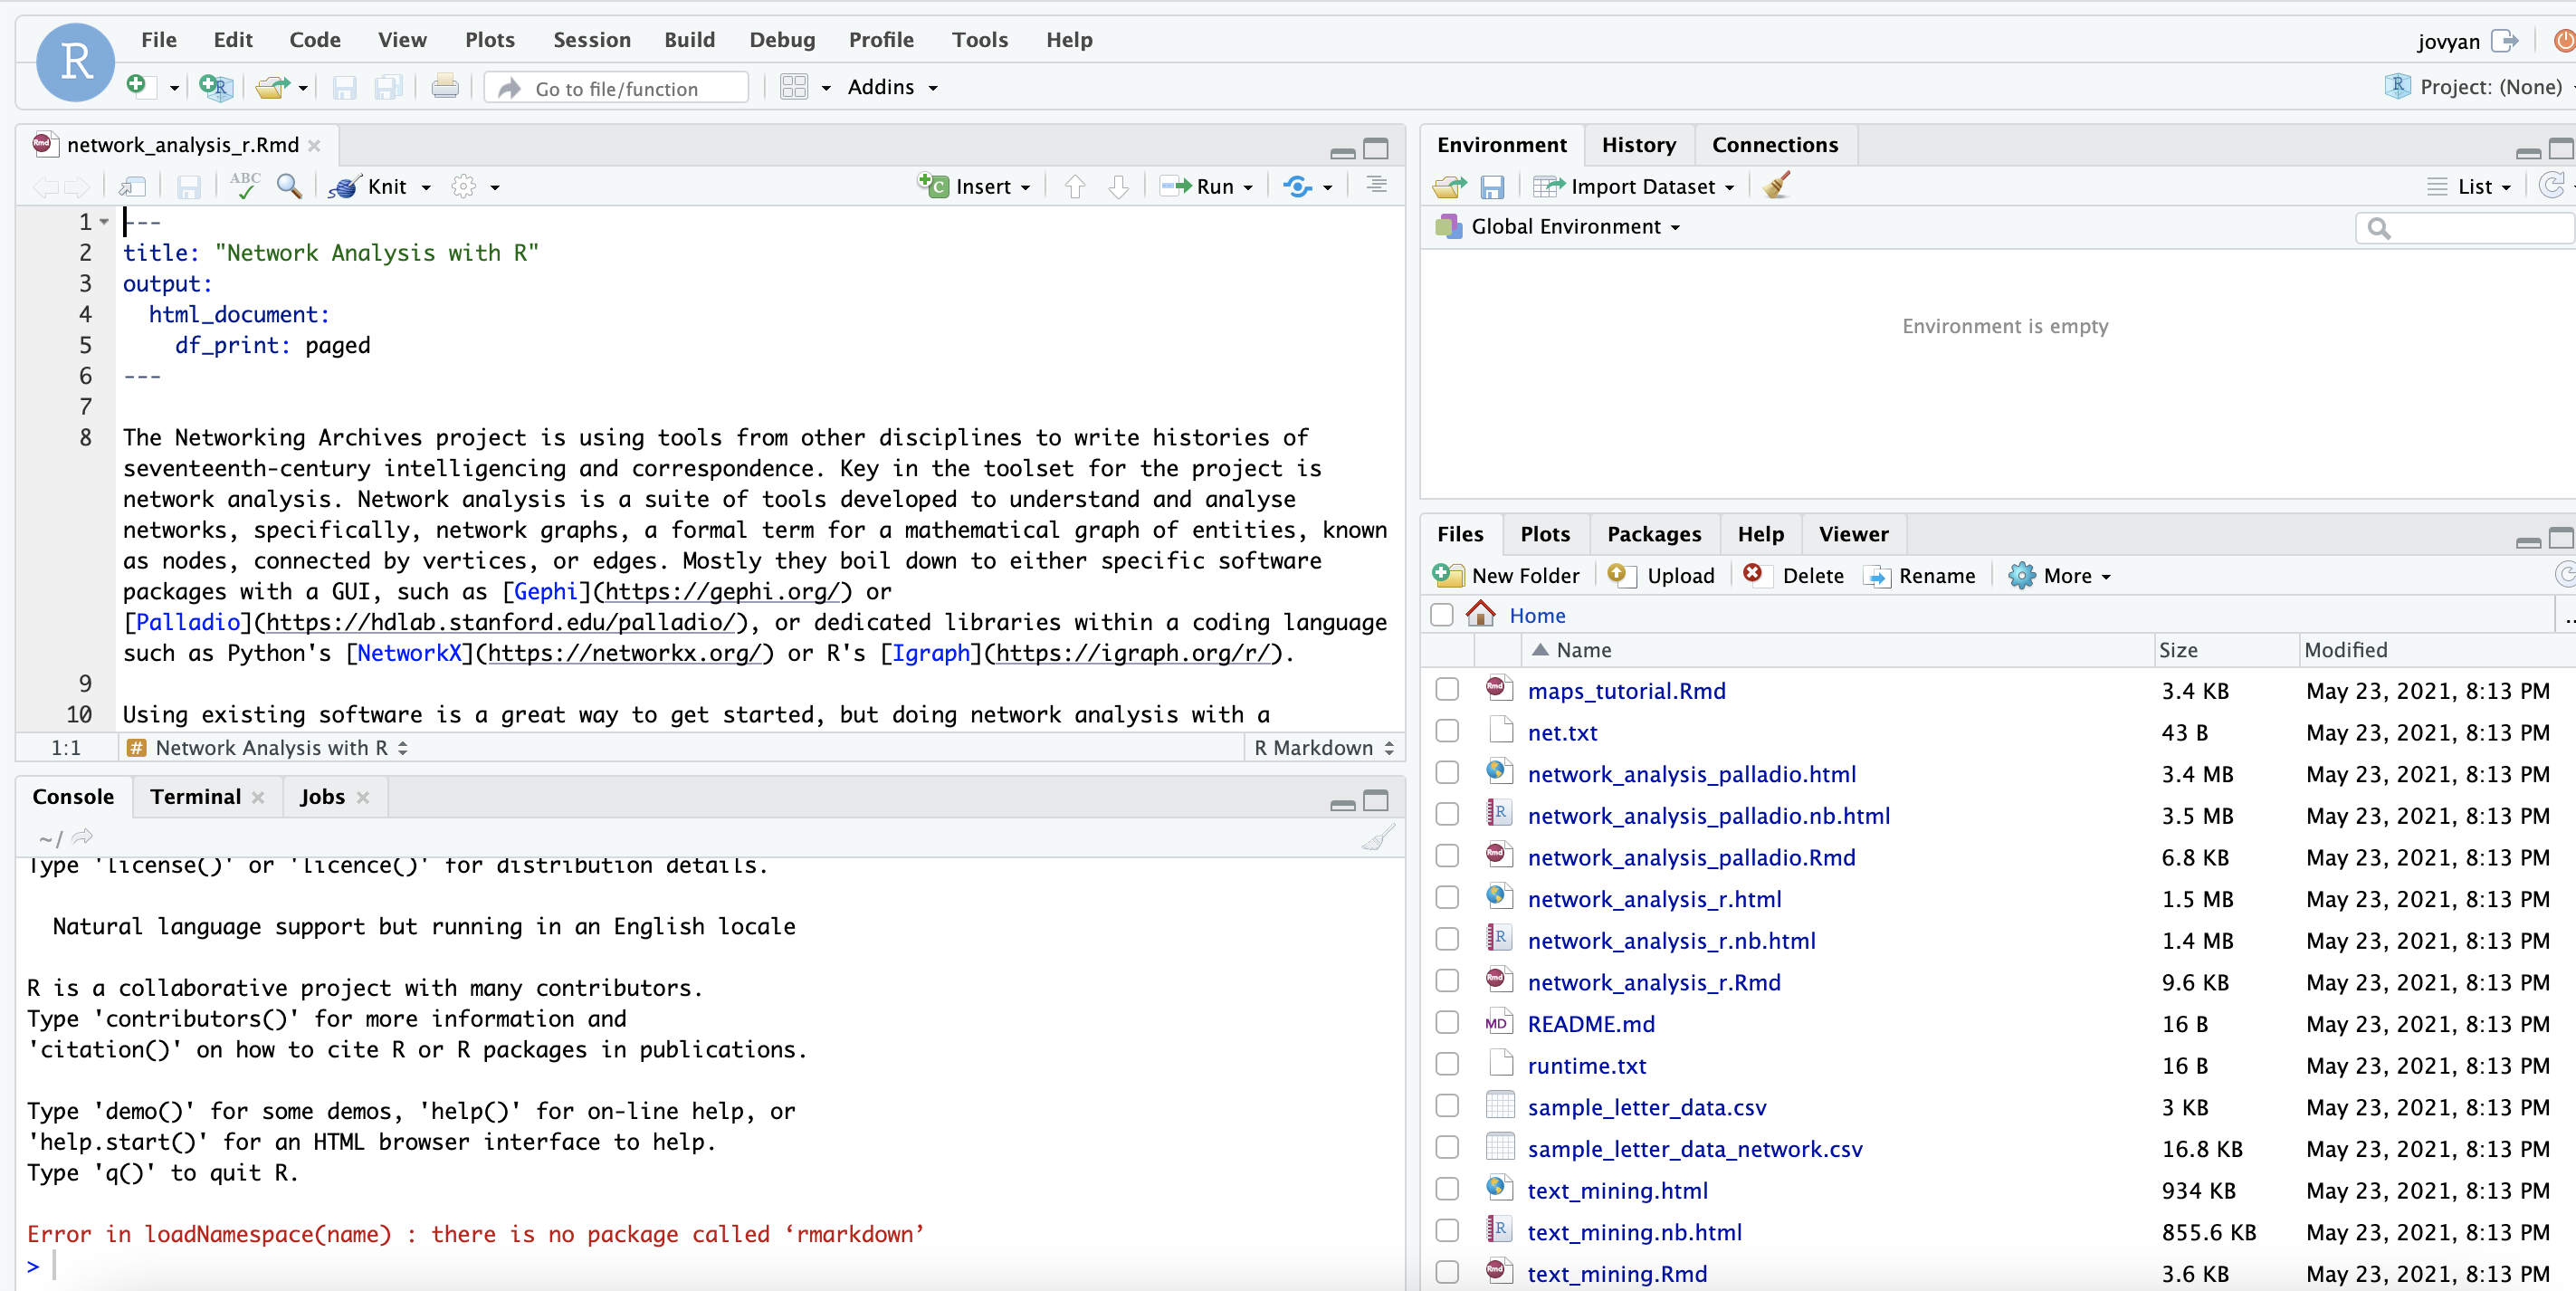 R
File Edit Code View Plots Session Build Debug Profile Tools Help
jovyan
Go to file/function
Addins
Project: (None)
network_analysis_r.Rmd
ABC
Knit
Insert
Run
1 ---
2 title: "Network Analysis with R"
3 output:
4 html_document:
5 df_print: paged
6 ---
7
8 The Networking Archives project is using tools from other disciplines to write histories of
seventeenth-century intelligencing and correspondence. Key in the toolset for the project is
network analysis. Network analysis is a suite of tools developed to understand and analyse
networks, specifically, network graphs, a formal term for a mathematical graph of entities, known
as nodes, connected by vertices, or edges. Mostly they boil down to either specific software
packages with a GUI, such as [Gephi](https://gephi.org/) or
[Palladio](https://hdlab.stanford.edu/palladio/), or dedicated libraries within a coding language
such as Python's [NetworkX](https://networkx.org/) or R's [Igraph](https://igraph.org/r/).
9
10 Using existing software is a great way to get started, but doing network analysis with a
1:1 # Network Analysis with R R Markdown
Console Terminal Jobs
~/
Type 'license()' or 'licence()' for distribution details.
Natural language support but running in an English locale
R is a collaborative project with many contributors.
Type 'contributors()' for more information and
'citation()' on how to cite R or R packages in publications.
Type 'demo()' for some demos, 'help()' for on-line help, or
'help.start()' for an HTML browser interface to help.
Type 'q()' to quit R.
Error in loadNamespace(name) : there is no package called ‘rmarkdown’
>
Environment History Connections
Import Dataset
List
Global Environment
Environment is empty
Files Plots Packages Help Viewer
New Folder Upload Delete Rename More
Home
..
Name Size Modified
maps_tutorial.Rmd 3.4 KB May 23, 2021, 8:13 PM
net.txt 43 B May 23, 2021, 8:13 PM
network_analysis_palladio.html 3.4 MB May 23, 2021, 8:13 PM
network_analysis_palladio.nb.html 3.5 MB May 23, 2021, 8:13 PM
network_analysis_palladio.Rmd 6.8 KB May 23, 2021, 8:13 PM
network_analysis_r.html 1.5 MB May 23, 2021, 8:13 PM
network_analysis_r.nb.html 1.4 MB May 23, 2021, 8:13 PM
network_analysis_r.Rmd 9.6 KB May 23, 2021, 8:13 PM
README.md 16 B May 23, 2021, 8:13 PM
runtime.txt 16 B May 23, 2021, 8:13 PM
sample_letter_data.csv 3 KB May 23, 2021, 8:13 PM
sample_letter_data_network.csv 16.8 KB May 23, 2021, 8:13 PM
text_mining.html 934 KB May 23, 2021, 8:13 PM
text_mining.nb.html 855.6 KB May 23, 2021, 8:13 PM
text_mining.Rmd 3.6 KB May 23, 2021, 8:13 PM